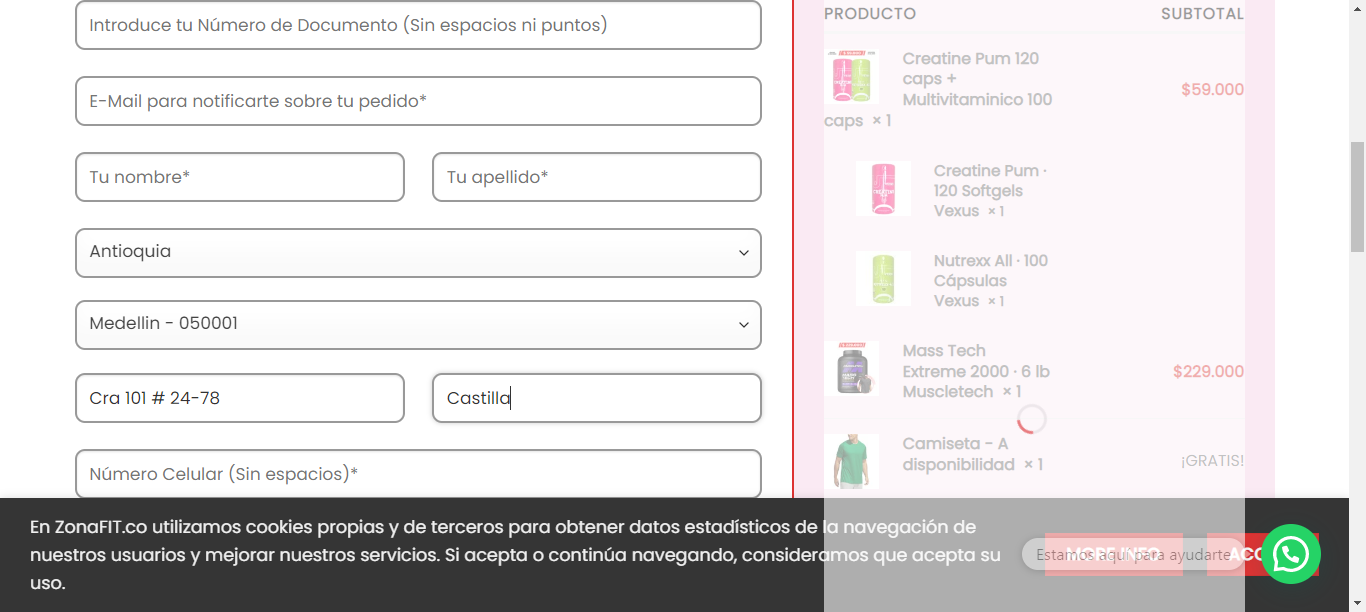 Introduce tu Número de Documento (Sin espacios ni puntos)
E-Mail para notificarte sobre tu pedido*
Tu nombre*
Tu apellido*
Antioquia
Medellin - 050001
Cra 101 # 24-78
Castilla
Número Celular (Sin espacios)*
PRODUCTO
SUBTOTAL
Creatine Pum 120
caps +
Multivitaminico 100
caps × 1
$59.000
Creatine Pum ·
120 Softgels
Vexus × 1
Nutrexx All · 100
Cápsulas
Vexus × 1
Mass Tech
Extreme 2000 · 6 lb
Muscletech × 1
$229.000
Camiseta - A
disponibilidad × 1
¡GRATIS!
En ZonaFIT.co utilizamos cookies propias y de terceros para obtener datos estadísticos de la navegación de
nuestros usuarios y mejorar nuestros servicios. Si acepta o continúa navegando, consideramos que acepta su
uso.
MORE INFO
Estamos aquí para ayudarte